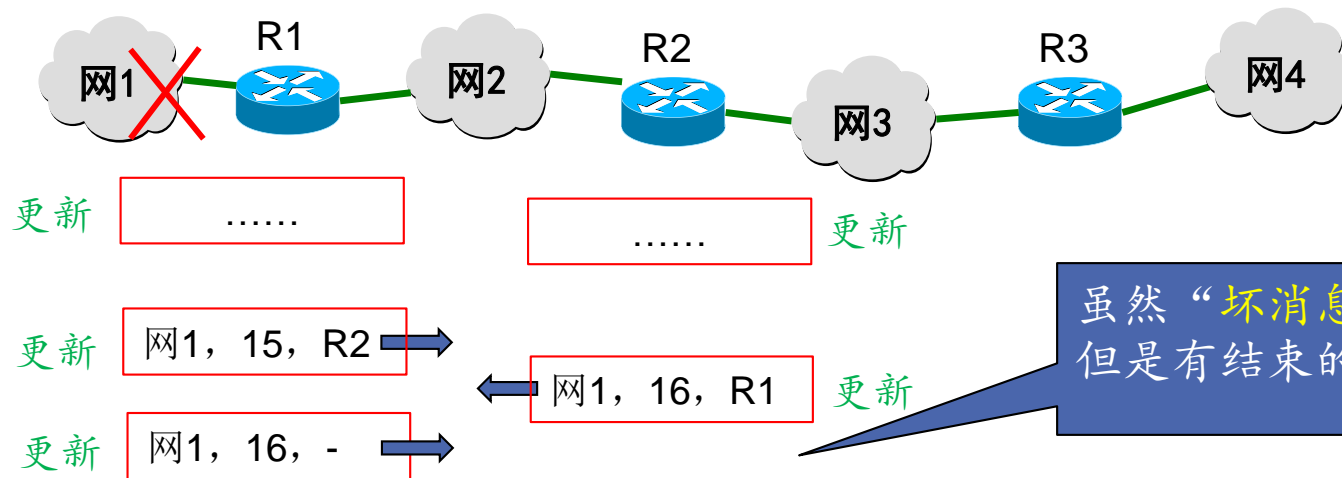 R1
R2
R3
网1
网2
网3
网4
更新
……
……
更新
更新
网1，15，R2
网1，16，R1
更新
更新
网1，16，-
虽然“坏消息
但是有结束的